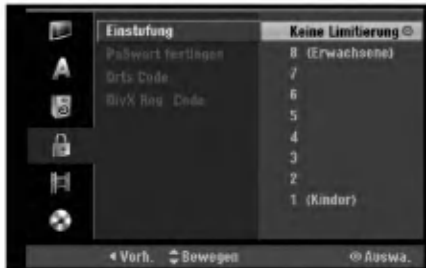 Einstufung
Paßwort festlegen
Orts Code
DivX Reg. Code
Keine Limitierung
8 (Erwachsene)
7
6
5
4
3
2
1 (Kinder)
Vorh. Bewegen Auswa.